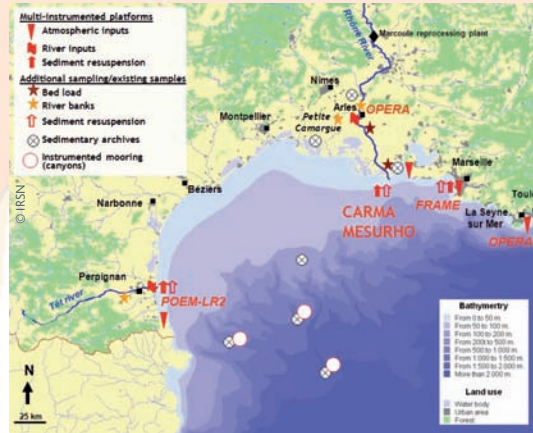 Multi-instrumented platforms
Atmospheric inputs
River inputs
Sediment resuspension
Additional sampling/existing samples
Bed load
River banks
Sediment resuspension
Sedimentary archives
Instrumented mooring
(canyons)
© IRSN
Rhône River
Marcoule reprocessing plant
Nimes
Arles
OPERA
Petite
Camargue
Montpellier
Marseille
Béziers
Narbonne
CARMA
MESURHO
FRAME
La Seyne
sur Mer
Toulo
OPERA
Perpignan
Têt river
POEM-LR2
N
25 km
Bathymertry
From 0 to 50 m.
From 50 to 100 m.
From 100 to 200 m.
From 200t o 500 m.
From 500 to 1 000 m.
From 1 000 to 1 500 m.
From 1 500 to 2 000 m.
More than 2 000 m.
Land use
Water body
Urban area
Forest